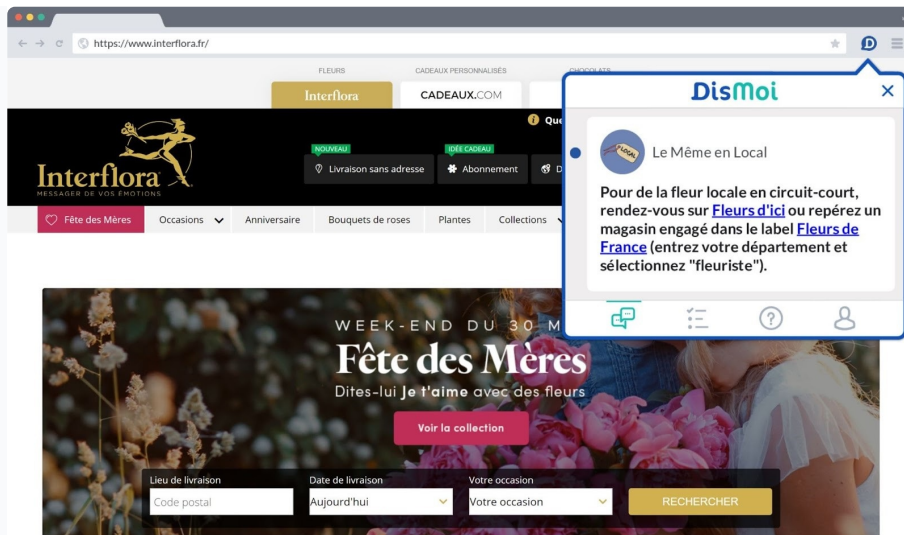 https://www.interflora.fr/
FLEURS
CADEAUX PERSONNALISÉS
CHOCOLATS
Interflora
CADEAUX.COM
Que
NOUVEAU
IDÉE CADEAU
Livraison sans adresse
Abonnement
D
Interflora
MESSAGER DE VOS ÉMOTIONS
Fête des Mères
Occasions
Anniversaire
Bouquets de roses
Plantes
Collections
DisMoi
LOCAL
Le Même en Local
Pour de la fleur locale en circuit-court,
rendez-vous sur Fleurs d'ici ou repérez un
magasin engagé dans le label Fleurs de
France (entrez votre département et
sélectionnez "fleuriste").
WEEK-END DU 30 M
Fête des Mères
Dites-lui Je t'aime avec des fleurs
Voir la collection
Lieu de livraison
Date de livraison
Votre occasion
Code postal
Aujourd'hui
Votre occasion
RECHERCHER